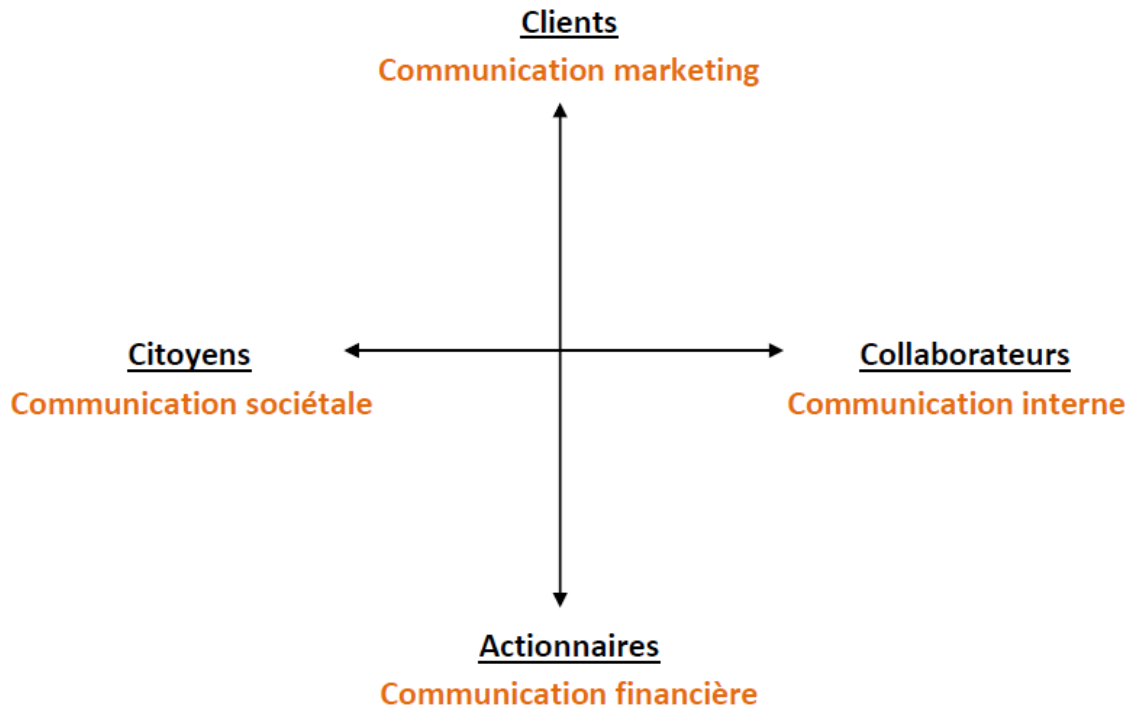 Clients
Communication marketing
Citoyens
Communication sociétale
Collaborateurs
Communication interne
Actionnaires
Communication financière